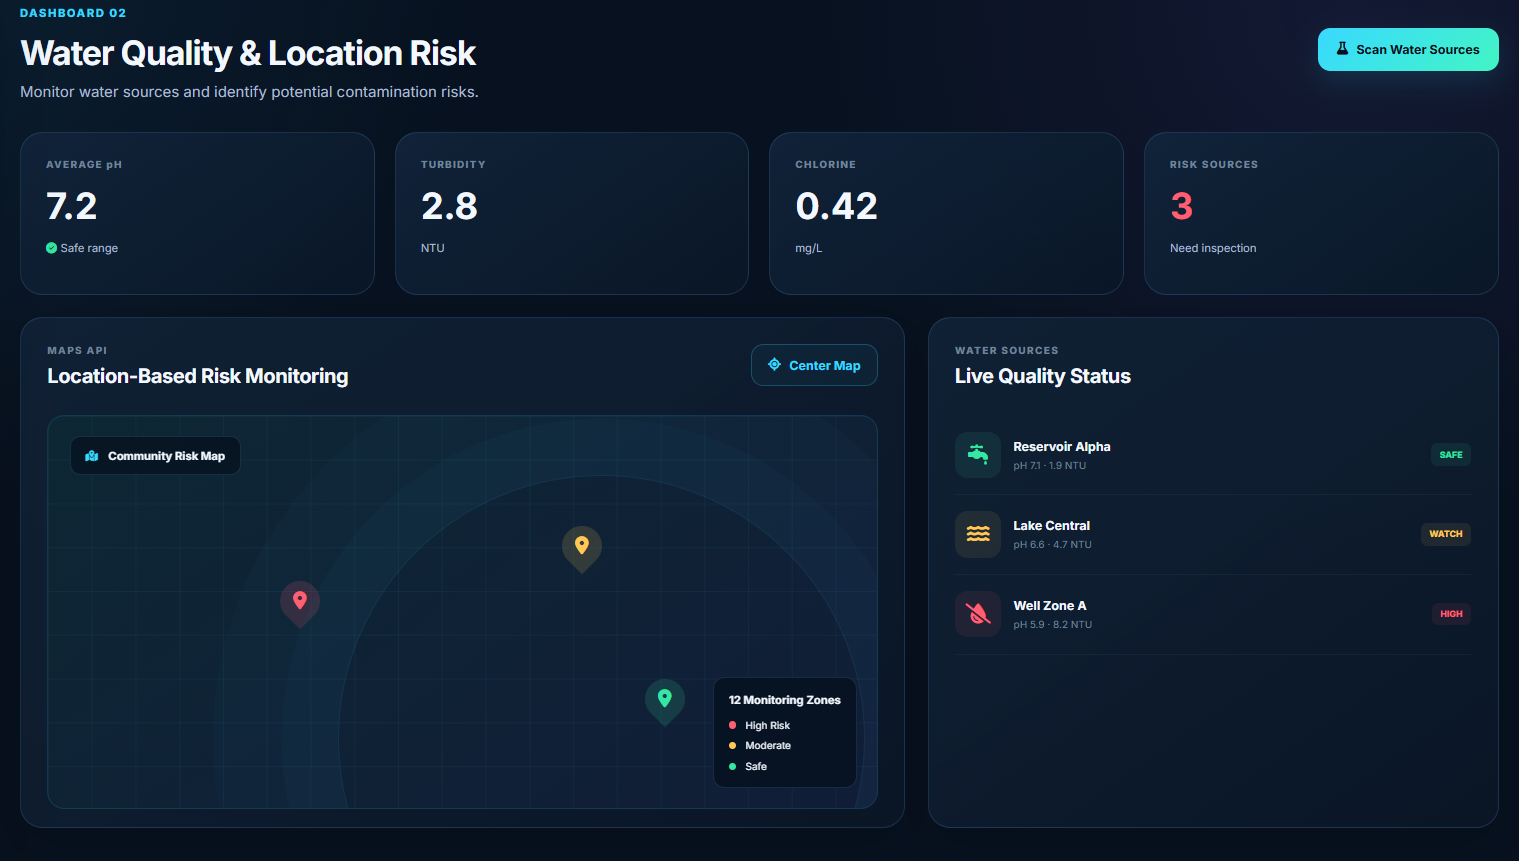 DASHBOARD 02
Water Quality & Location Risk
Monitor water sources and identify potential contamination risks.
Scan Water Sources
AVERAGE pH
7.2
Safe range
TURBIDITY
2.8
NTU
CHLORINE
0.42
mg/L
RISK SOURCES
3
Need inspection
MAPS API
Location-Based Risk Monitoring
Center Map
Community Risk Map
12 Monitoring Zones
High Risk
Moderate
Safe
WATER SOURCES
Live Quality Status
Reservoir Alpha
pH 7.1 · 1.9 NTU
SAFE
Lake Central
pH 6.6 · 4.7 NTU
WATCH
Well Zone A
pH 5.9 · 8.2 NTU
HIGH